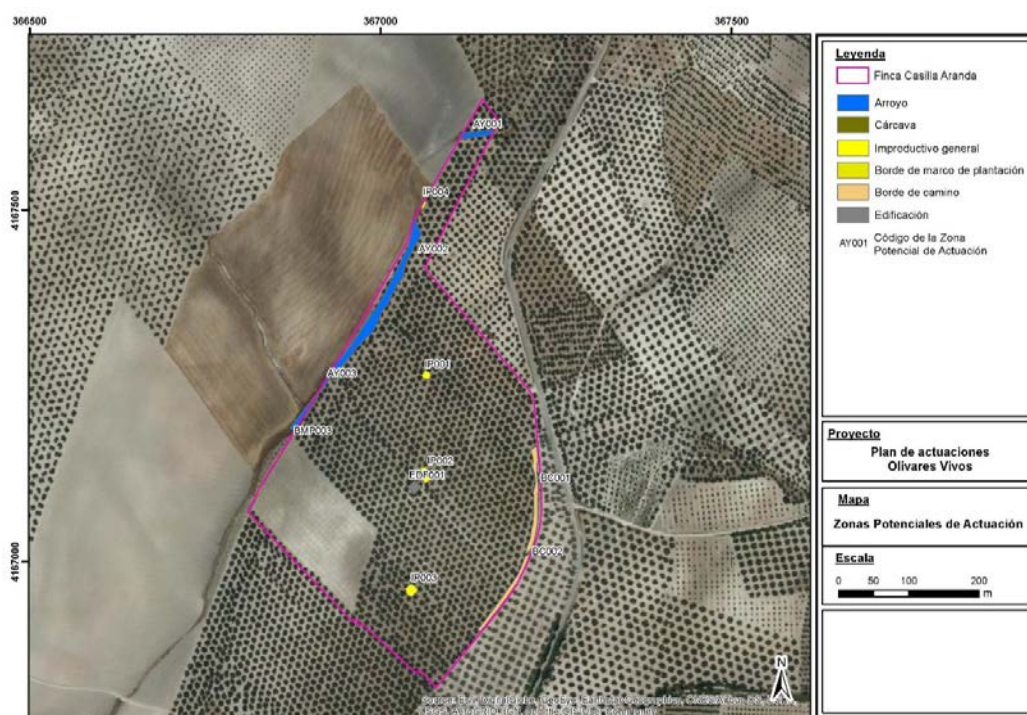 366500
367000
367500
4167500
4167000
AY001
IP004
AY002
IP001
AY003
BMP003
IP002
EDF001
BC001
BC002
IP003
N
Leyenda
Finca Casilla Aranda
Arroyo
Cárcava
Improductivo general
Borde de marco de plantación
Borde de camino
Edificación
AY001 Código de la Zona
Potencial de Actuación
Proyecto
Plan de actuaciones
Olivares Vivos
Mapa
Zonas Potenciales de Actuación
Escala
0 50 100 200
m